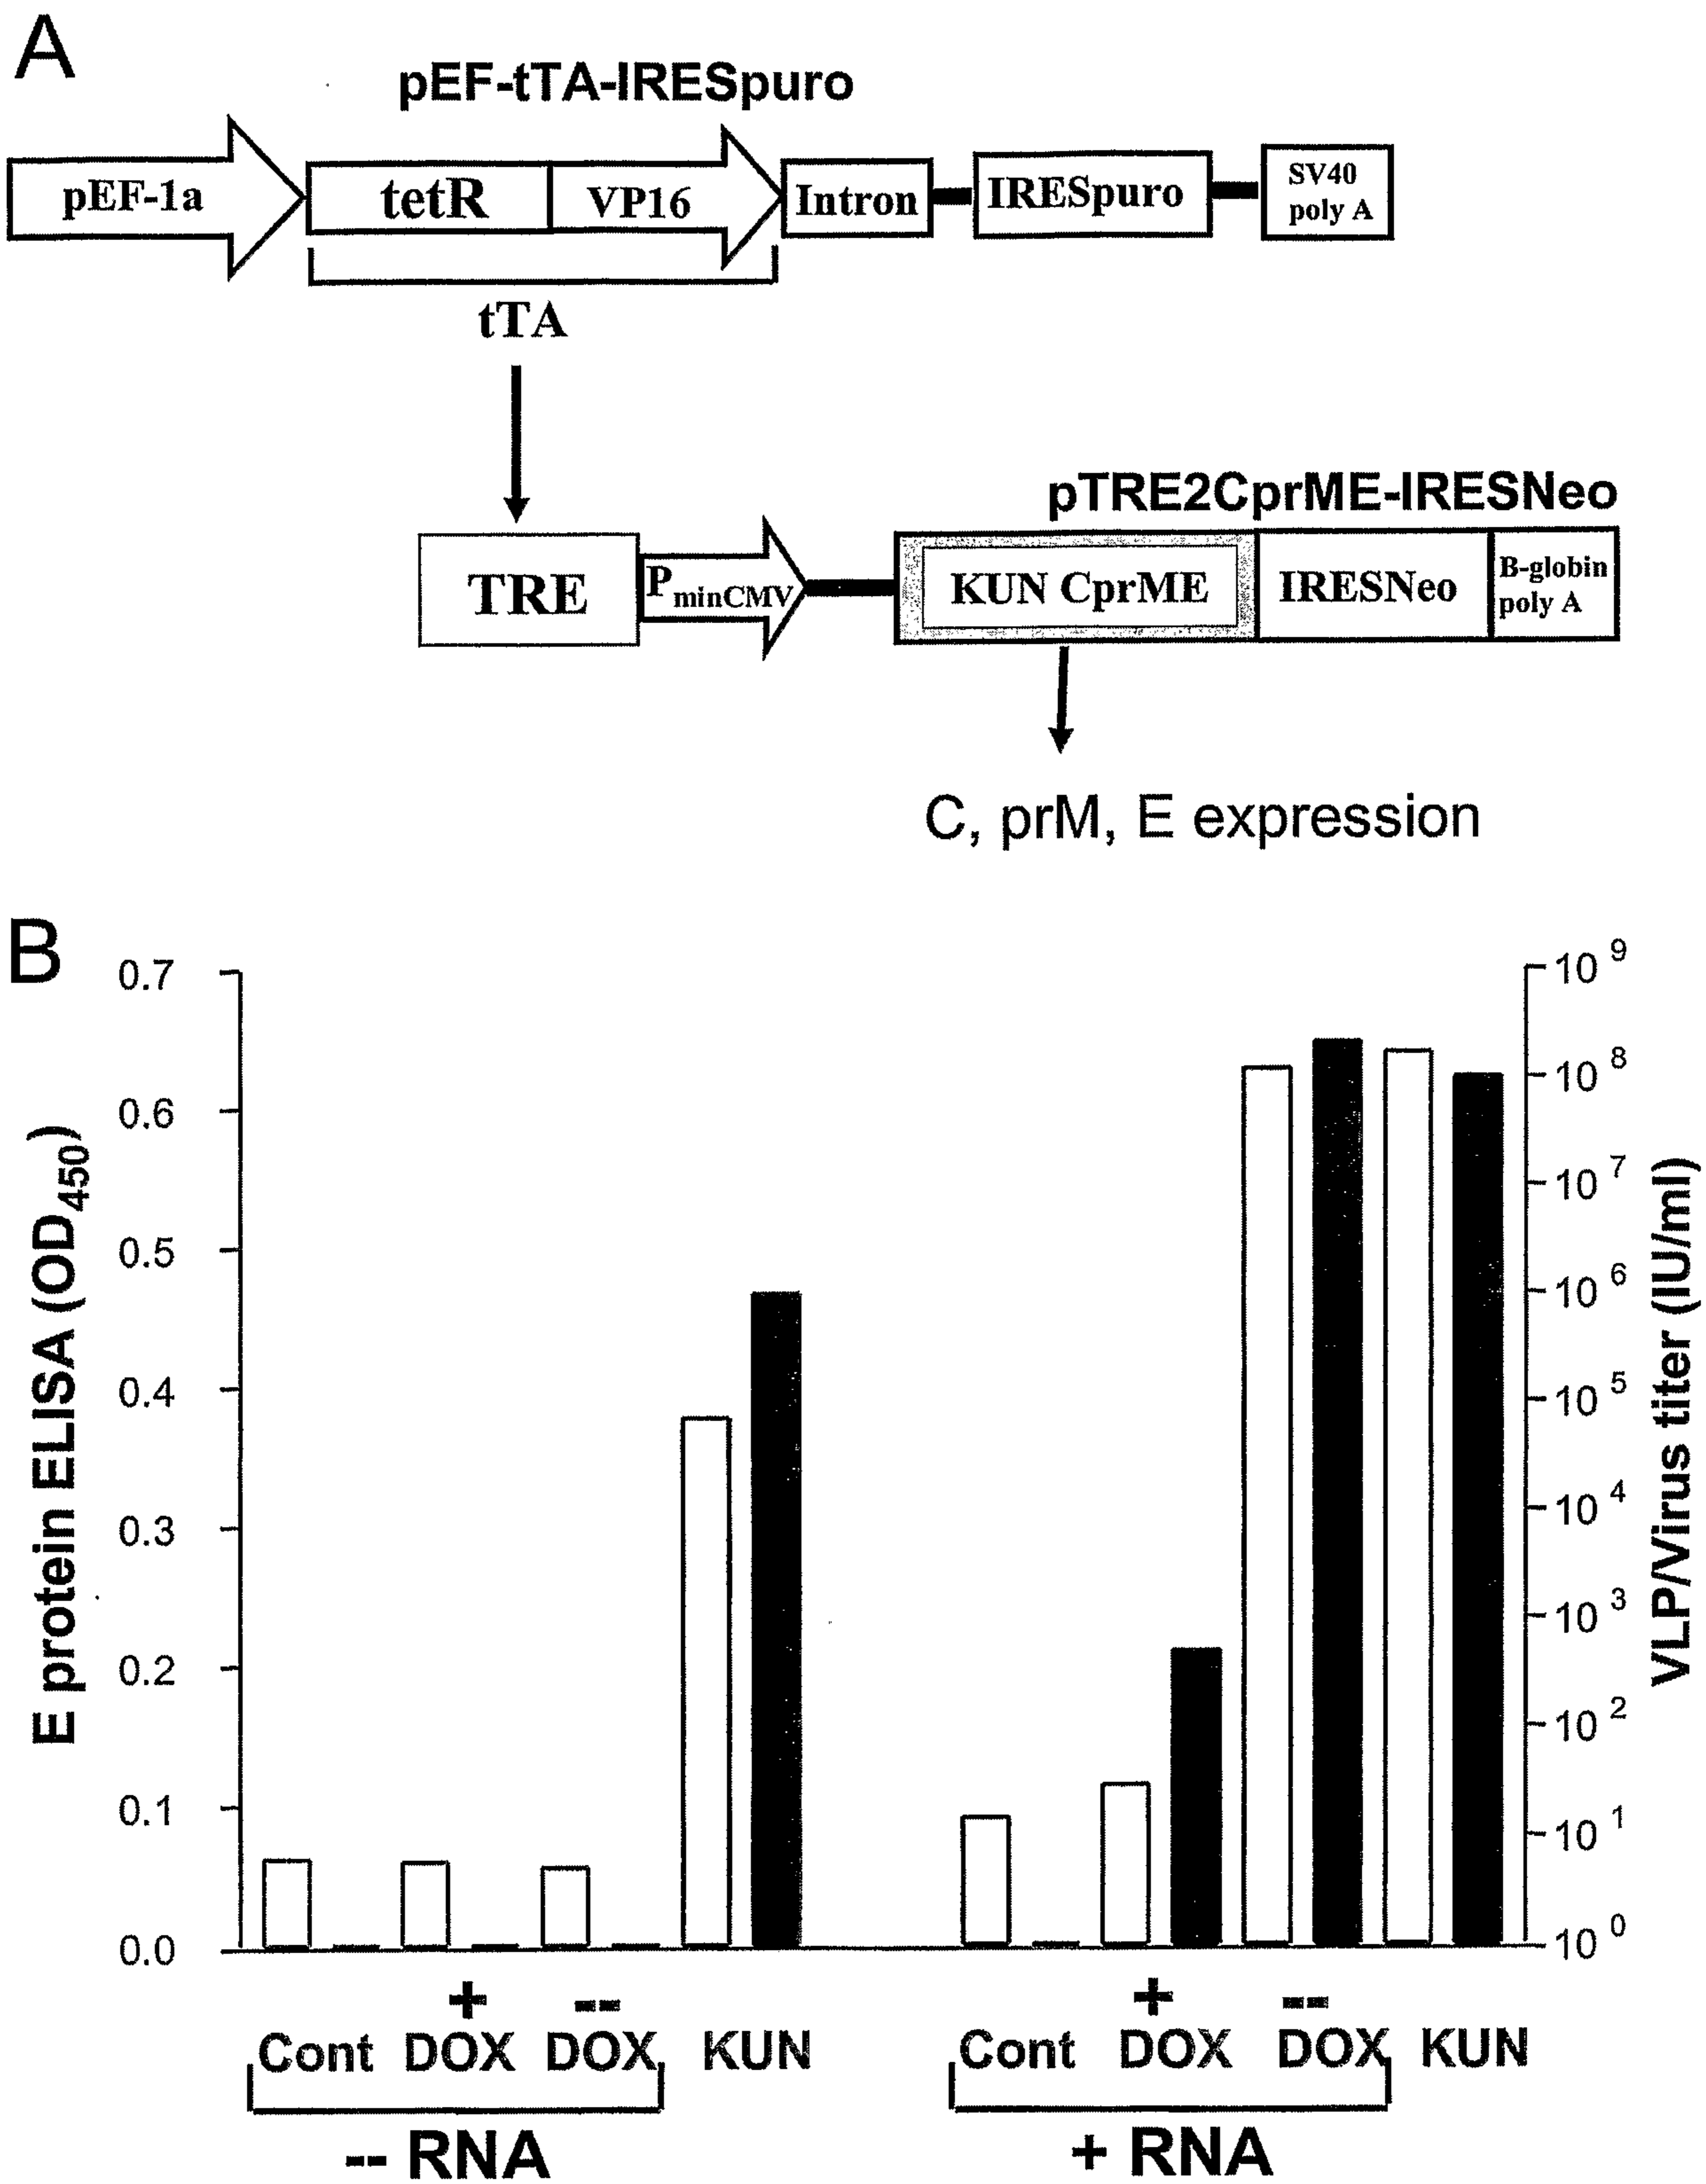 A
pEF-tTA-IRESpuro
pEF-1a
tetR
VP16
Intron
IRESpuro
SV40
poly A
tTA
pTRE2CprME-IRESNeo
TRE
PminCMV
KUN CprME
IRESNeo
B-globin
poly A
C, prM, E expression
B
E protein ELISA (OD450)
0.7
0.6
0.5
0.4
0.3
0.2
0.1
0.0
10 9
10 8
10 7
10 6
10 5
10 4
10 3
10 2
10 1
10 0
VLP/Virus titer (IU/ml)
+ -- + --
Cont DOX DOX KUN Cont DOX DOX KUN
-- RNA + RNA